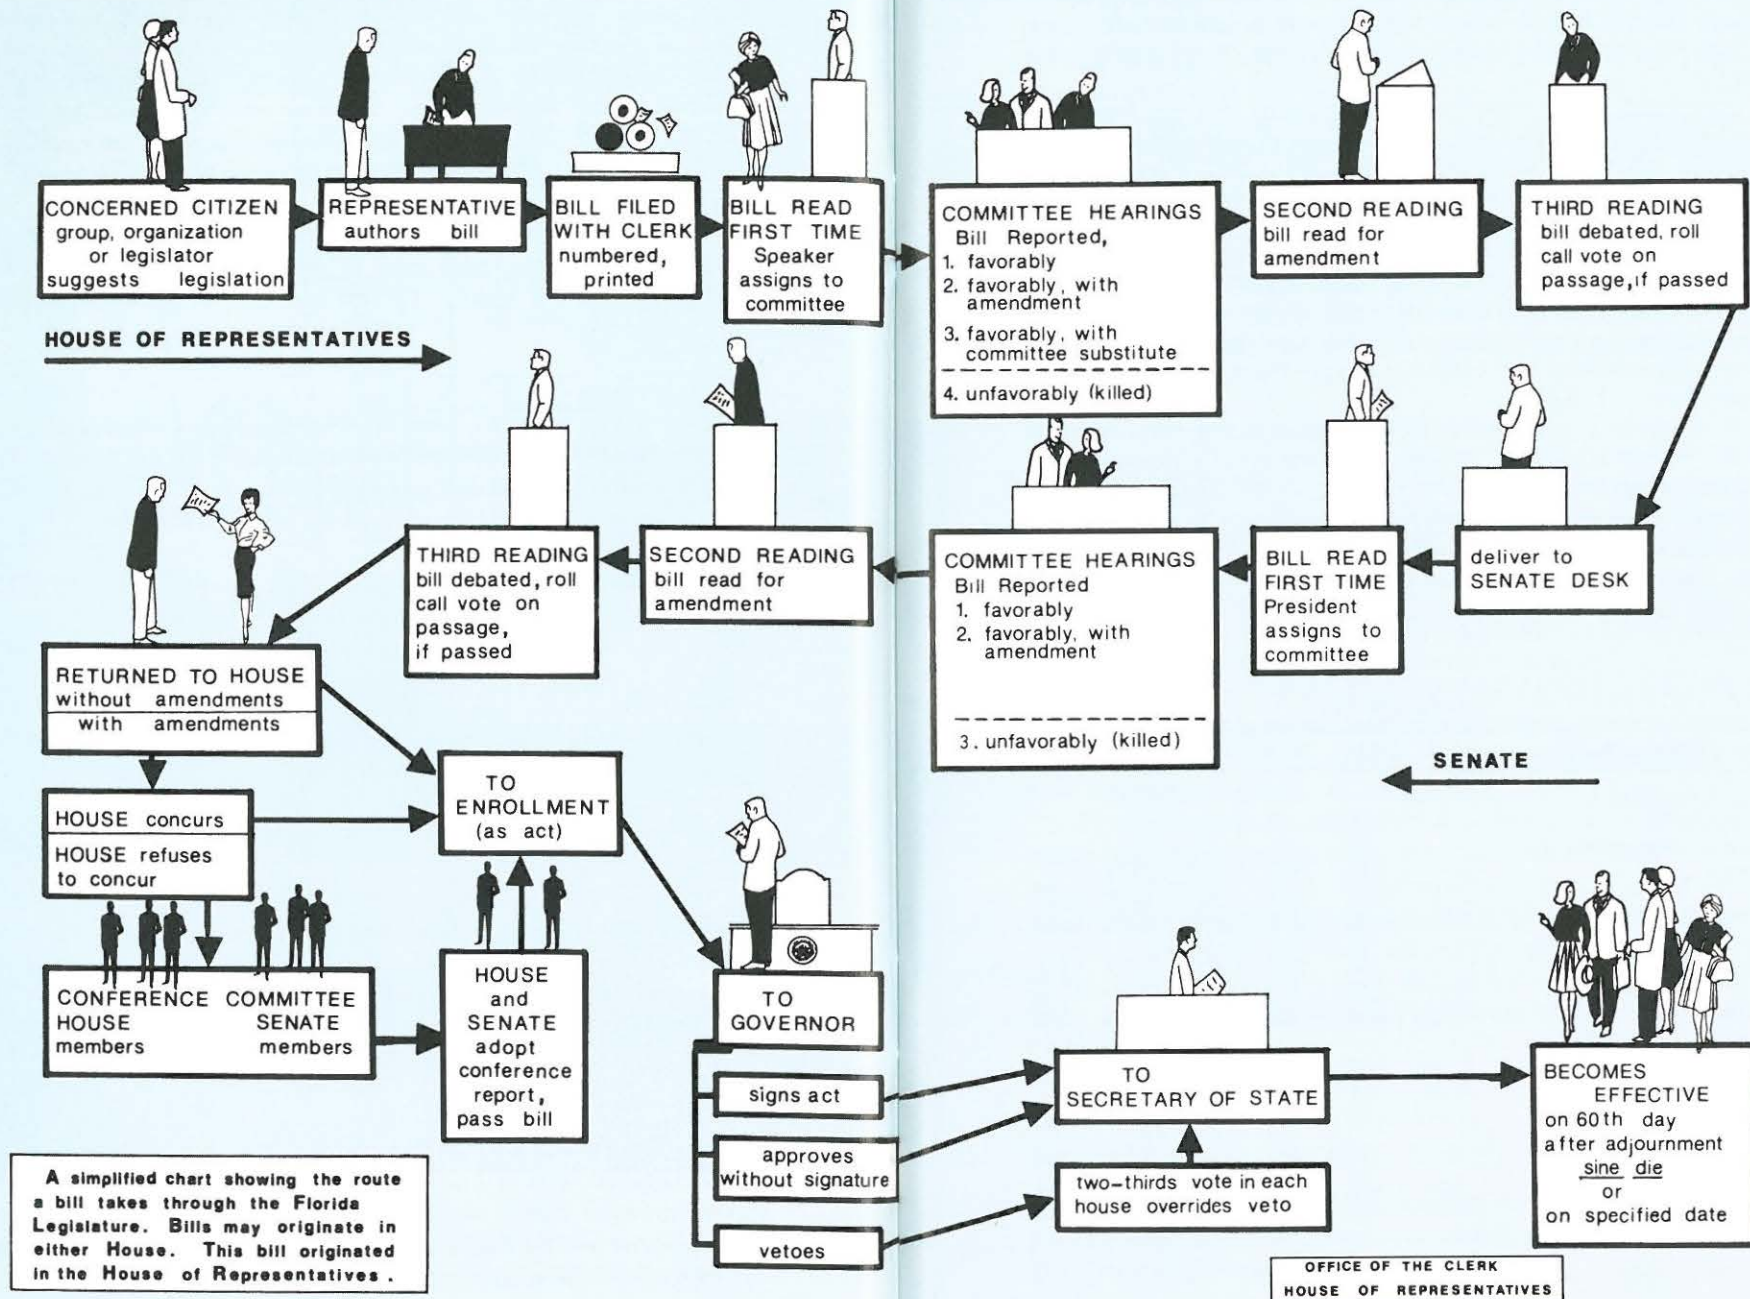 CONCERNED CITIZEN
group, organization
or legislator
suggests legislation
REPRESENTATIVE
authors bill
BILL FILED
WITH CLERK
numbered,
printed
BILL READ
FIRST TIME
Speaker
assigns to
committee
COMMITTEE HEARINGS
Bill Reported,
1. favorably
2. favorably, with
amendment
3. favorably, with
committee substitute
4. unfavorably (killed)
SECOND READING
bill read for
amendment
THIRD READING
bill debated, roll
call vote on
passage, if passed
HOUSE OF REPRESENTATIVES
deliver to
SENATE DESK
BILL READ
FIRST TIME
President
assigns to
committee
COMMITTEE HEARINGS
Bill Reported
1. favorably
2. favorably, with
amendment
3. unfavorably (killed)
SECOND READING
bill read for
amendment
THIRD READING
bill debated, roll
call vote on
passage,
if passed
SENATE
RETURNED TO HOUSE
without amendments
with amendments
HOUSE concurs
HOUSE refuses
to concur
CONFERENCE COMMITTEE
HOUSE SENATE
members members
HOUSE
and
SENATE
adopt
conference
report,
pass bill
TO
ENROLLMENT
(as act)
TO
GOVERNOR
signs act
approves
without signature
vetoes
TO
SECRETARY OF STATE
two-thirds vote in each
house overrides veto
BECOMES
EFFECTIVE
on 60th day
after adjournment
sine die
or
on specified date
A simplified chart showing the route
a bill takes through the Florida
Legislature. Bills may originate in
either House. This bill originated
in the House of Representatives.
OFFICE OF THE CLERK
HOUSE OF REPRESENTATIVES